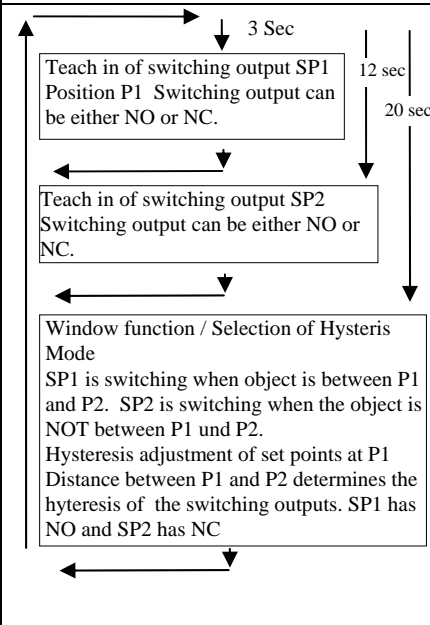 3 Sec
Teach in of switching output SP1
Position P1  Switching output can
be either NO or NC.
12 sec
20 sec
Teach in of switching output SP2
Switching output can be either NO or
NC.
Window function / Selection of Hysteris
Mode
SP1 is switching when object is between P1
and P2.  SP2 is switching when the object is
NOT between P1 und P2.
Hysteresis adjustment of set points at P1
Distance between P1 and P2 determines the
hyteresis of  the switching outputs. SP1 has
NO and SP2 has NC